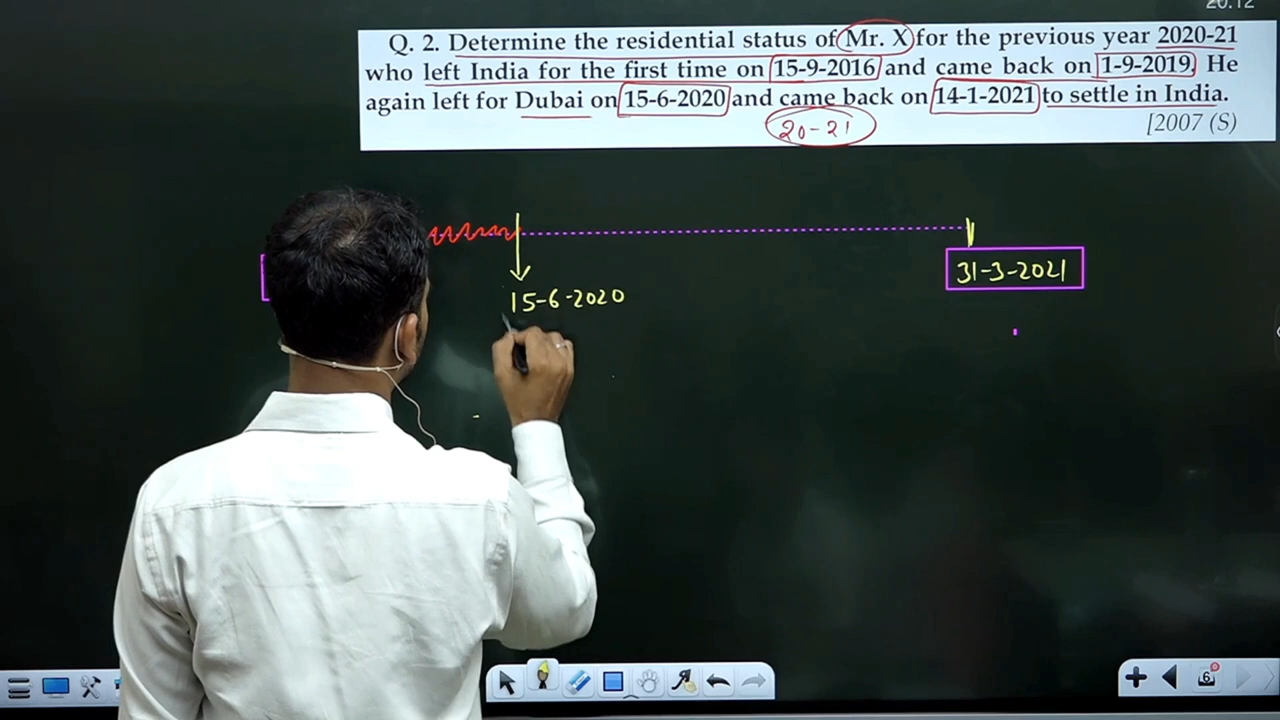 20:12
Q. 2. Determine the residential status of Mr. X for the previous year 2020-21
who left India for the first time on 15-9-2016 and came back on 1-9-2019. He
again left for Dubai on 15-6-2020 and came back on 14-1-2021 to settle in India.
20-21
[2007 (S)
31-3-2021
15-6-2020
6